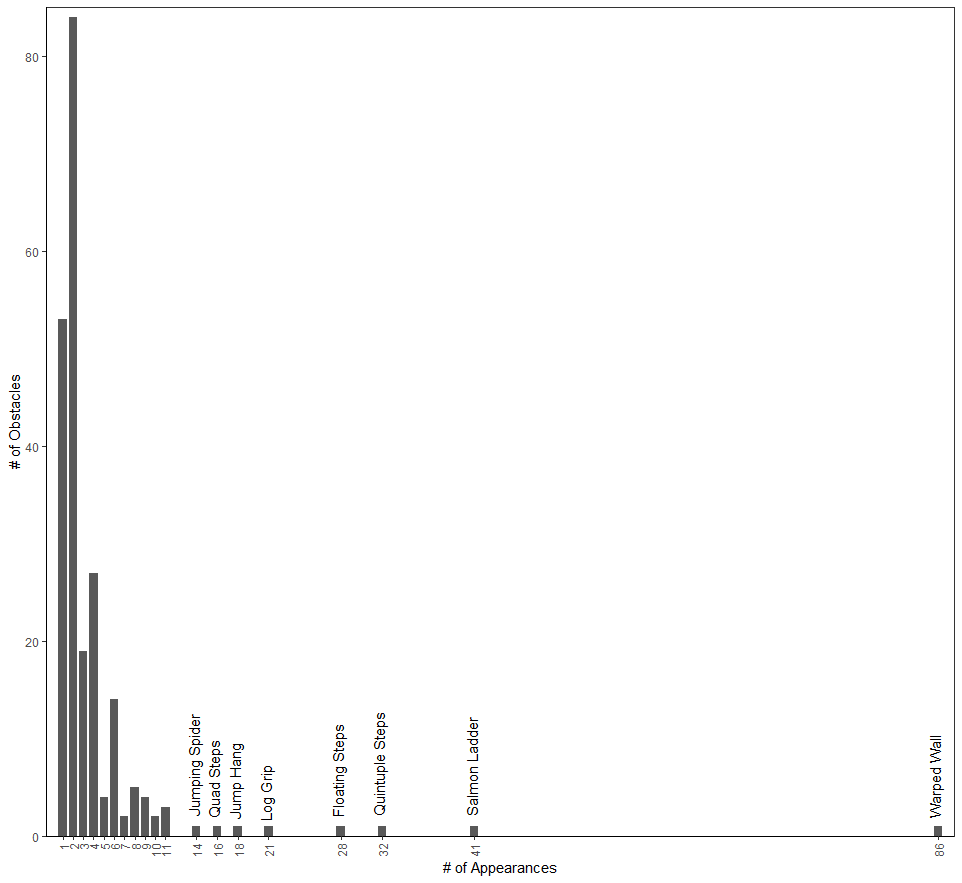 # of Obstacles
80
60
40
20
0
Jumping Spider
Quad Steps
Jump Hang
Log Grip
Floating Steps
Quintuple Steps
Salmon Ladder
Warped Wall
1 2 3 4 5 6 7 8 9 10 11 14 16 18 21 28 32 41 86
# of Appearances